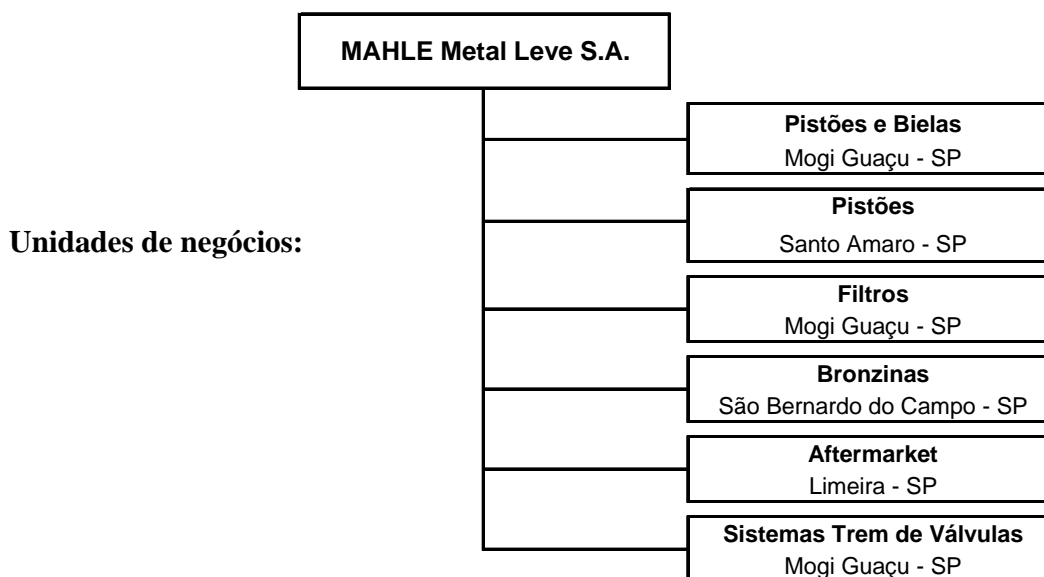 MAHLE Metal Leve S.A.
Unidades de negócios:
Pistões e Bielas
Mogi Guaçu - SP
Pistões
Santo Amaro - SP
Filtros
Mogi Guaçu - SP
Bronzinas
São Bernardo do Campo - SP
Aftermarket
Limeira - SP
Sistemas Trem de Válvulas
Mogi Guaçu - SP